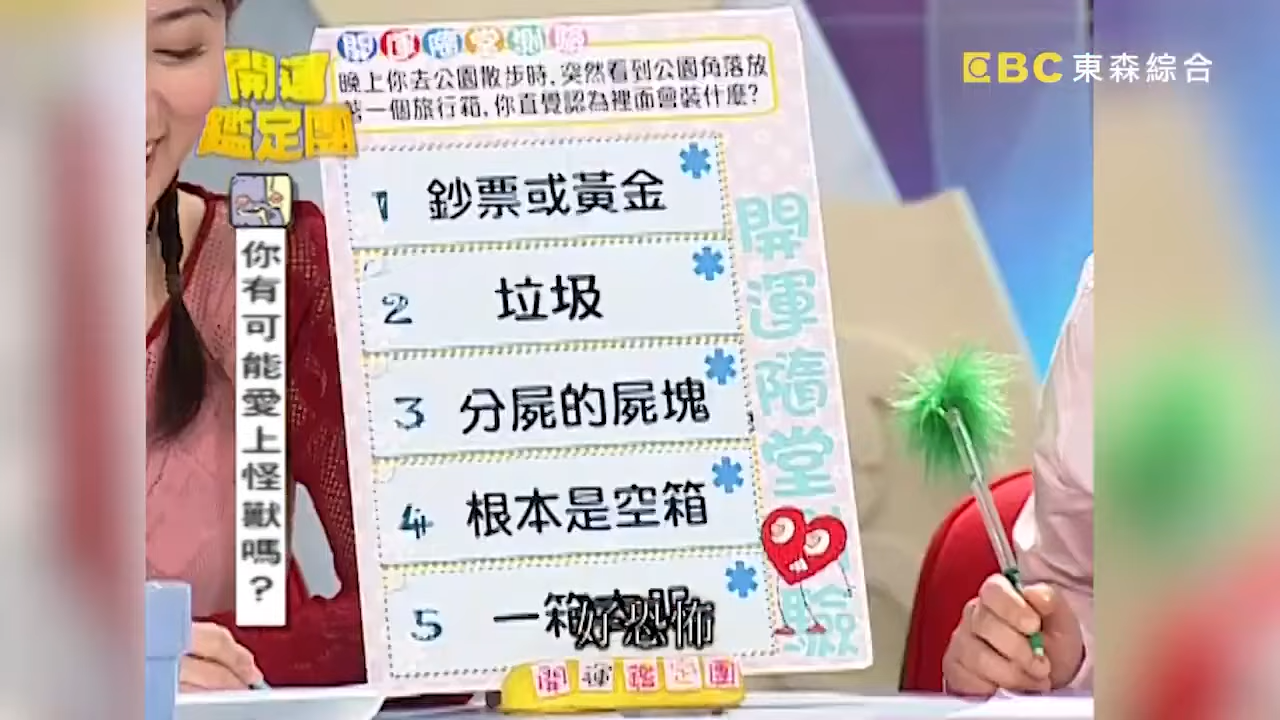 EBC 東森綜合
開運
鑑定團
開運隨堂測驗
晚上你去公園散步時,突然看到公園角落放
著一個旅行箱,你直覺認為裡面會裝什麼?
1 鈔票或黃金
2 垃圾
3 分屍的屍塊
4 根本是空箱
5 一箱
好恐怖
開運隨堂 驗
你有可能愛上怪獸嗎?
開運鑑定團